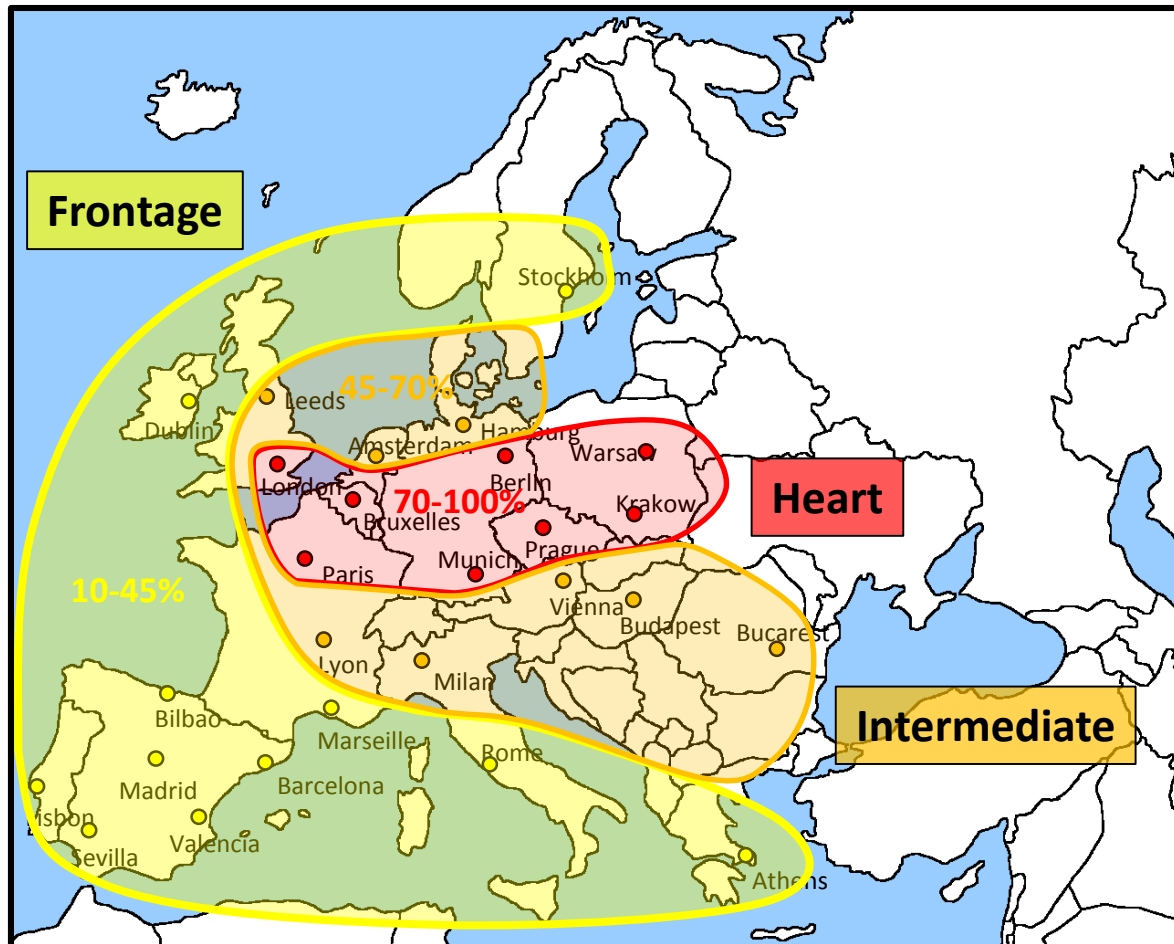 Frontage
Stockholm
45-70%
Leeds
Dublin
Amsterdam
Hamburg
London
Bruxelles
70-100%
Berlin
Warsaw
Krakow
Heart
Paris
Munich
Prague
10-45%
Vienna
Budapest
Bucarest
Lyon
Milan
Intermediate
Bilbao
Marseille
Rome
Madrid
Barcelona
Lisbon
Sevilla
Valencia
Athens